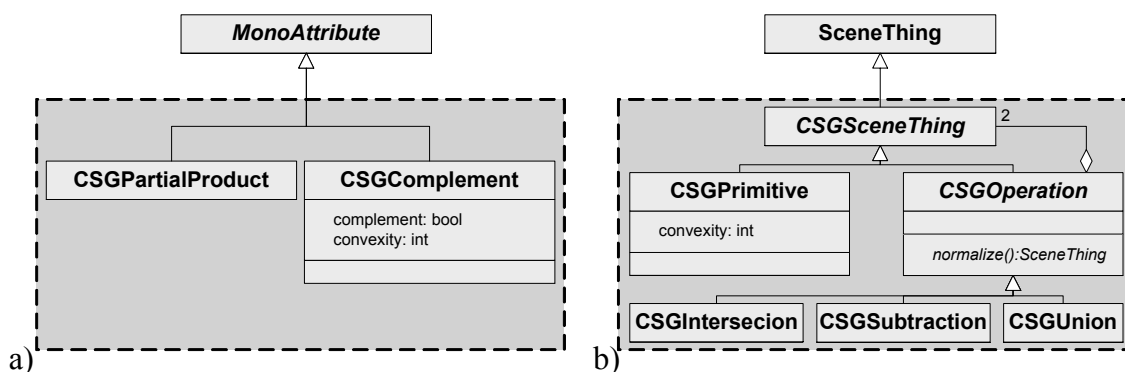 MonoAttribute
CSGPartialProduct
CSGComplement
complement: bool
convexity: int
a)
SceneThing
CSGSceneThing
2
CSGPrimitive
convexity: int
CSGOperation
normalize():SceneThing
CSGIntersecion
CSGSubtraction
CSGUnion
b)